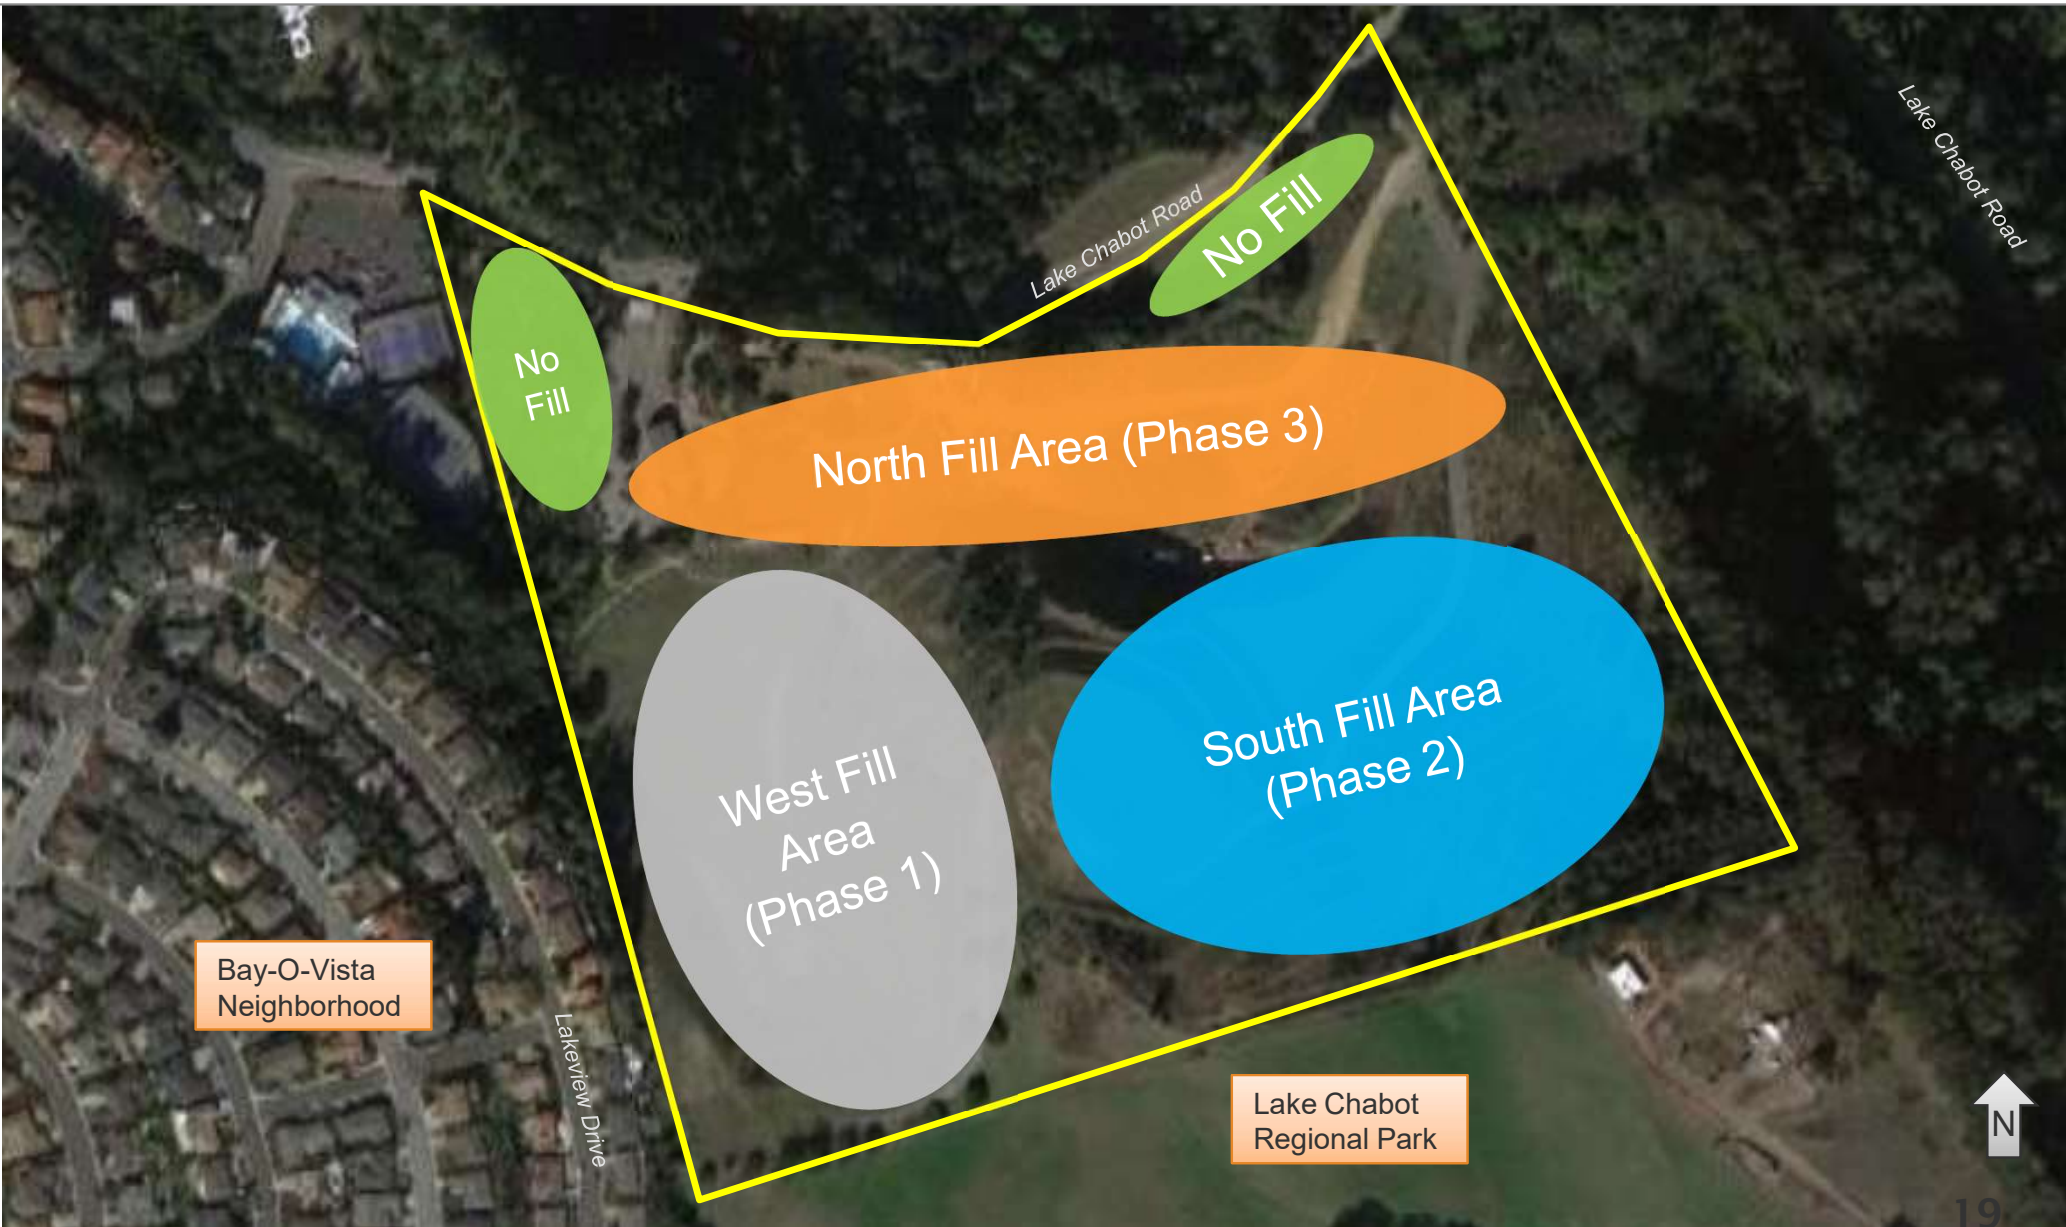 Lake Chabot Road
Lake Chabot Road
No Fill
No
Fill
North Fill Area (Phase 3)
West Fill
Area
(Phase 1)
South Fill Area
(Phase 2)
Bay-O-Vista
Neighborhood
Lakeview Drive
Lake Chabot
Regional Park
N
19